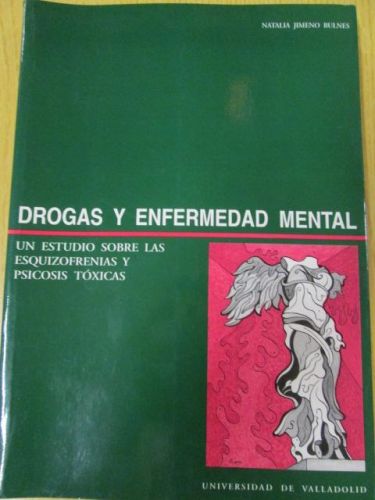 NATALIA JIMENO BULNES
DROGAS Y ENFERMEDAD MENTAL
UN ESTUDIO SOBRE LAS
ESQUIZOFRENIAS Y
PSICOSIS TÓXICAS
UNIVERSIDAD DE VALLADOLID